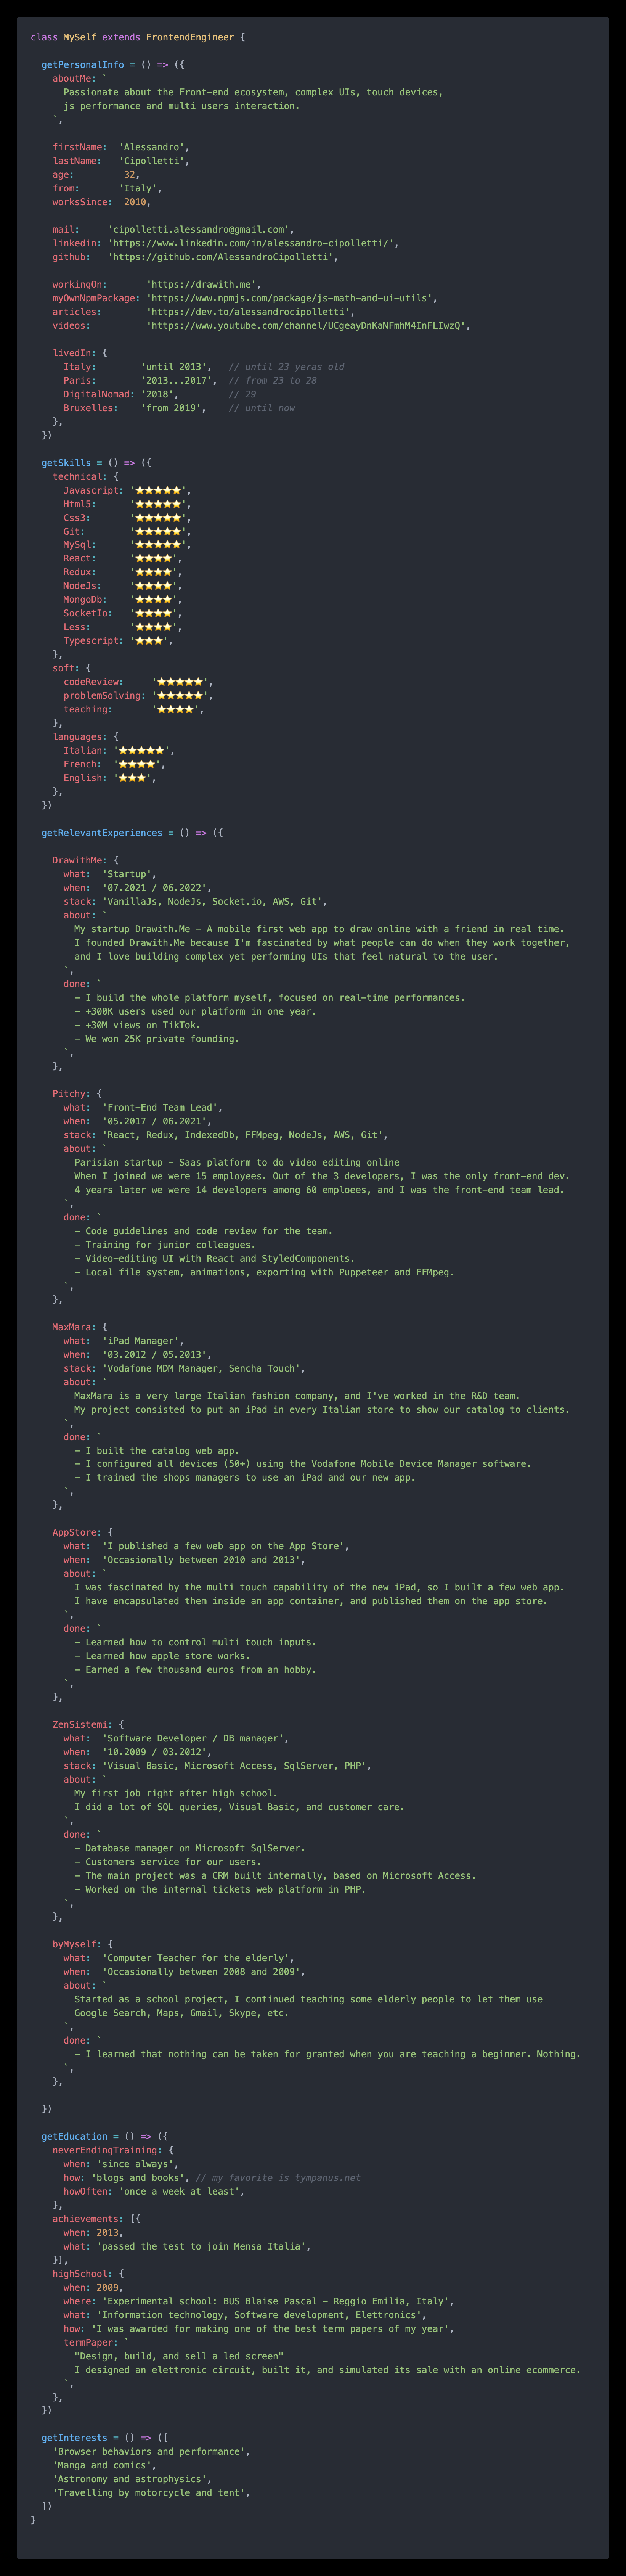 class MySelf extends FrontendEngineer {
getPersonalInfo = () => ({
aboutMe: `
Passionate about the Front-end ecosystem, complex UIs, touch devices,
js performance and multi users interaction.
`,
firstName: 'Alessandro',
lastName: 'Cipolletti',
age: 32,
from: 'Italy',
worksSince: 2010,
mail: 'cipolletti.alessandro@gmail.com',
linkedin: 'https://www.linkedin.com/in/alessandro-cipolletti/',
github: 'https://github.com/AlessandroCipolletti',
workingOn: 'https://drawith.me',
myOwnNpmPackage: 'https://www.npmjs.com/package/js-math-and-ui-utils',
articles: 'https://dev.to/alessandrocipolletti',
videos: 'https://www.youtube.com/channel/UCgeayDnKaNFmhM4InFLIwzQ',
livedIn: {
Italy: 'until 2013', // until 23 yeras old
Paris: '2013...2017', // from 23 to 28
DigitalNomad: '2018', // 29
Bruxelles: 'from 2019', // until now
},
})
getSkills = () => ({
technical: {
Javascript: '⭐⭐⭐⭐⭐',
Html5: '⭐⭐⭐⭐⭐',
Css3: '⭐⭐⭐⭐⭐',
Git: '⭐⭐⭐⭐⭐',
MySql: '⭐⭐⭐⭐⭐',
React: '⭐⭐⭐⭐',
Redux: '⭐⭐⭐⭐',
NodeJs: '⭐⭐⭐⭐',
MongoDb: '⭐⭐⭐⭐',
SocketIo: '⭐⭐⭐⭐',
Less: '⭐⭐⭐⭐',
Typescript: '⭐⭐⭐',
},
soft: {
codeReview: '⭐⭐⭐⭐⭐',
problemSolving: '⭐⭐⭐⭐⭐',
teaching: '⭐⭐⭐⭐',
},
languages: {
Italian: '⭐⭐⭐⭐⭐',
French: '⭐⭐⭐⭐',
English: '⭐⭐⭐',
},
})
getRelevantExperiences = () => ({
DrawithMe: {
what: 'Startup',
when: '07.2021 / 06.2022',
stack: 'VanillaJs, NodeJs, Socket.io, AWS, Git',
about: `
My startup Drawith.Me - A mobile first web app to draw online with a friend in real time.
I founded Drawith.Me because I'm fascinated by what people can do when they work together,
and I love building complex yet performing UIs that feel natural to the user.
`,
done: `
- I build the whole platform myself, focused on real-time performances.
- +300K users used our platform in one year.
- +30M views on TikTok.
- We won 25K private founding.
`,
},
Pitchy: {
what: 'Front-End Team Lead',
when: '05.2017 / 06.2021',
stack: 'React, Redux, IndexedDb, FFMpeg, NodeJs, AWS, Git',
about: `
Parisian startup - Saas platform to do video editing online
When I joined we were 15 employees. Out of the 3 developers, I was the only front-end dev.
4 years later we were 14 developers among 60 emploees, and I was the front-end team lead.
`,
done: `
- Code guidelines and code review for the team.
- Training for junior colleagues.
- Video-editing UI with React and StyledComponents.
- Local file system, animations, exporting with Puppeteer and FFMpeg.
`,
},
MaxMara: {
what: 'iPad Manager',
when: '03.2012 / 05.2013',
stack: 'Vodafone MDM Manager, Sencha Touch',
about: `
MaxMara is a very large Italian fashion company, and I've worked in the R&D team.
My project consisted to put an iPad in every Italian store to show our catalog to clients.
`,
done: `
- I built the catalog web app.
- I configured all devices (50+) using the Vodafone Mobile Device Manager software.
- I trained the shops managers to use an iPad and our new app.
`,
},
AppStore: {
what: 'I published a few web app on the App Store',
when: 'Occasionally between 2010 and 2013',
about: `
I was fascinated by the multi touch capability of the new iPad, so I built a few web app.
I have encapsulated them inside an app container, and published them on the app store.
`,
done: `
- Learned how to control multi touch inputs.
- Learned how apple store works.
- Earned a few thousand euros from an hobby.
`,
},
ZenSistemi: {
what: 'Software Developer / DB manager',
when: '10.2009 / 03.2012',
stack: 'Visual Basic, Microsoft Access, SqlServer, PHP',
about: `
My first job right after high school.
I did a lot of SQL queries, Visual Basic, and customer care.
`,
done: `
- Database manager on Microsoft SqlServer.
- Customers service for our users.
- The main project was a CRM built internally, based on Microsoft Access.
- Worked on the internal tickets web platform in PHP.
`,
},
byMyself: {
what: 'Computer Teacher for the elderly',
when: 'Occasionally between 2008 and 2009',
about: `
Started as a school project, I continued teaching some elderly people to let them use
Google Search, Maps, Gmail, Skype, etc.
`,
done: `
- I learned that nothing can be taken for granted when you are teaching a beginner. Nothing.
`,
},
})
getEducation = () => ({
neverEndingTraining: {
when: 'since always',
how: 'blogs and books', // my favorite is tympanus.net
howOften: 'once a week at least',
},
achievements: [{
when: 2013,
what: 'passed the test to join Mensa Italia',
}],
highSchool: {
when: 2009,
where: 'Experimental school: BUS Blaise Pascal - Reggio Emilia, Italy',
what: 'Information technology, Software development, Elettronics',
how: 'I was awarded for making one of the best term papers of my year',
termPaper: `
"Design, build, and sell a led screen"
I designed an elettronic circuit, built it, and simulated its sale with an online ecommerce.
`,
},
})
getInterests = () => ([
'Browser behaviors and performance',
'Manga and comics',
'Astronomy and astrophysics',
'Travelling by motorcycle and tent',
])
}